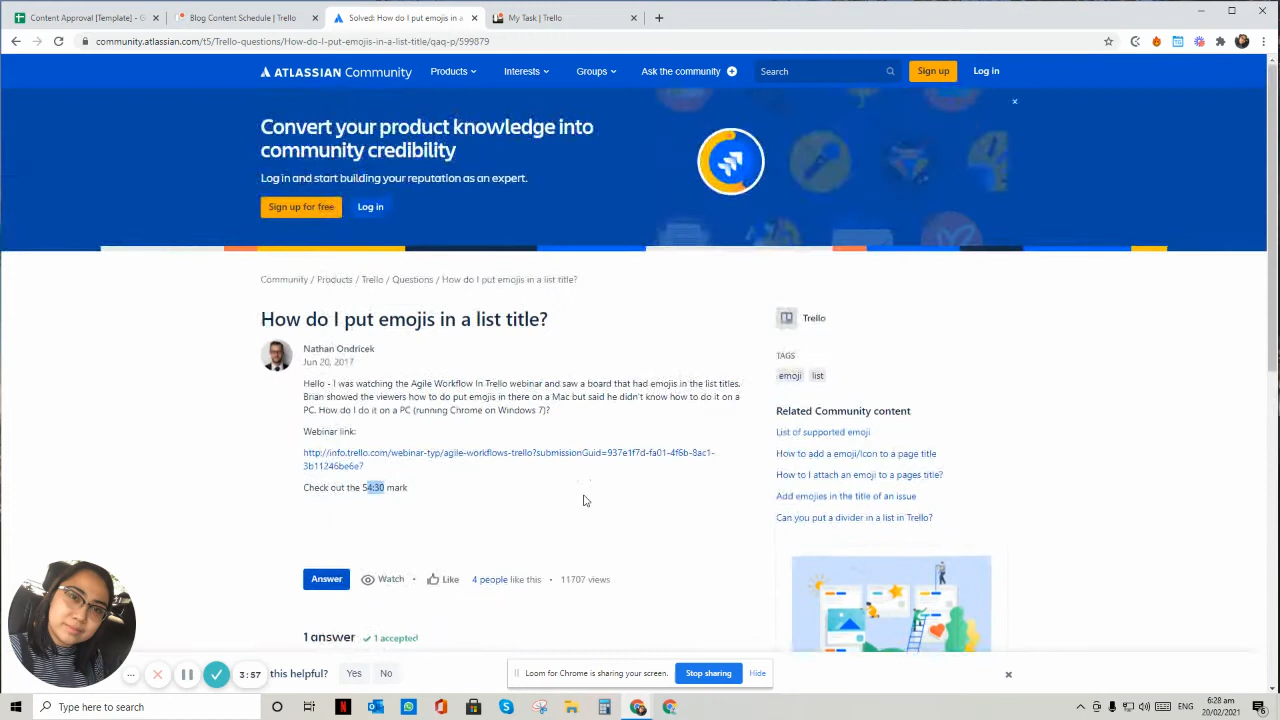 Content Approval [Template] - G
Blog Content Schedule | Trello
Solved: How do I put emojis in a
My Task | Trello
community.atlassian.com/t5/Trello-questions/How-do-I-put-emojis-in-a-list-title/qaq-p/599879
ATLASSIAN Community
Products
Interests
Groups
Ask the community
Search
Sign up
Log in
Convert your product knowledge into
community credibility
Log in and start building your reputation as an expert.
Sign up for free
Log in
Community / Products / Trello / Questions / How do I put emojis in a list title?
How do I put emojis in a list title?
Trello
Nathan Ondricek
Jun 20, 2017
TAGS
emoji
list
Hello - I was watching the Agile Workflow In Trello webinar and saw a board that had emojis in the list titles.
Brian showed the viewers how to do put emojis in there on a Mac but said he didn't know how to do it on a
PC. How do I do it on a PC (running Chrome on Windows 7)?
Webinar link:
http://info.trello.com/webinar-typ/agile-workflows-trello?submissionGuid=937e1f7d-fa01-4f6b-8ac1-
3b11246be6e7
Check out the 54:30 mark
Related Community content
List of supported emoji
How to add a emoji/Icon to a page title
How to I attach an emoji to a pages title?
Add emojies in the title of an issue
Can you put a divider in a list in Trello?
Answer
Watch
Like
4 people like this
11707 views
1 answer
1 accepted
3:57
this helpful?
Yes
No
Loom for Chrome is sharing your screen.
Stop sharing
Hide
Type here to search
ENG
6:28 am
20/02/2021
6